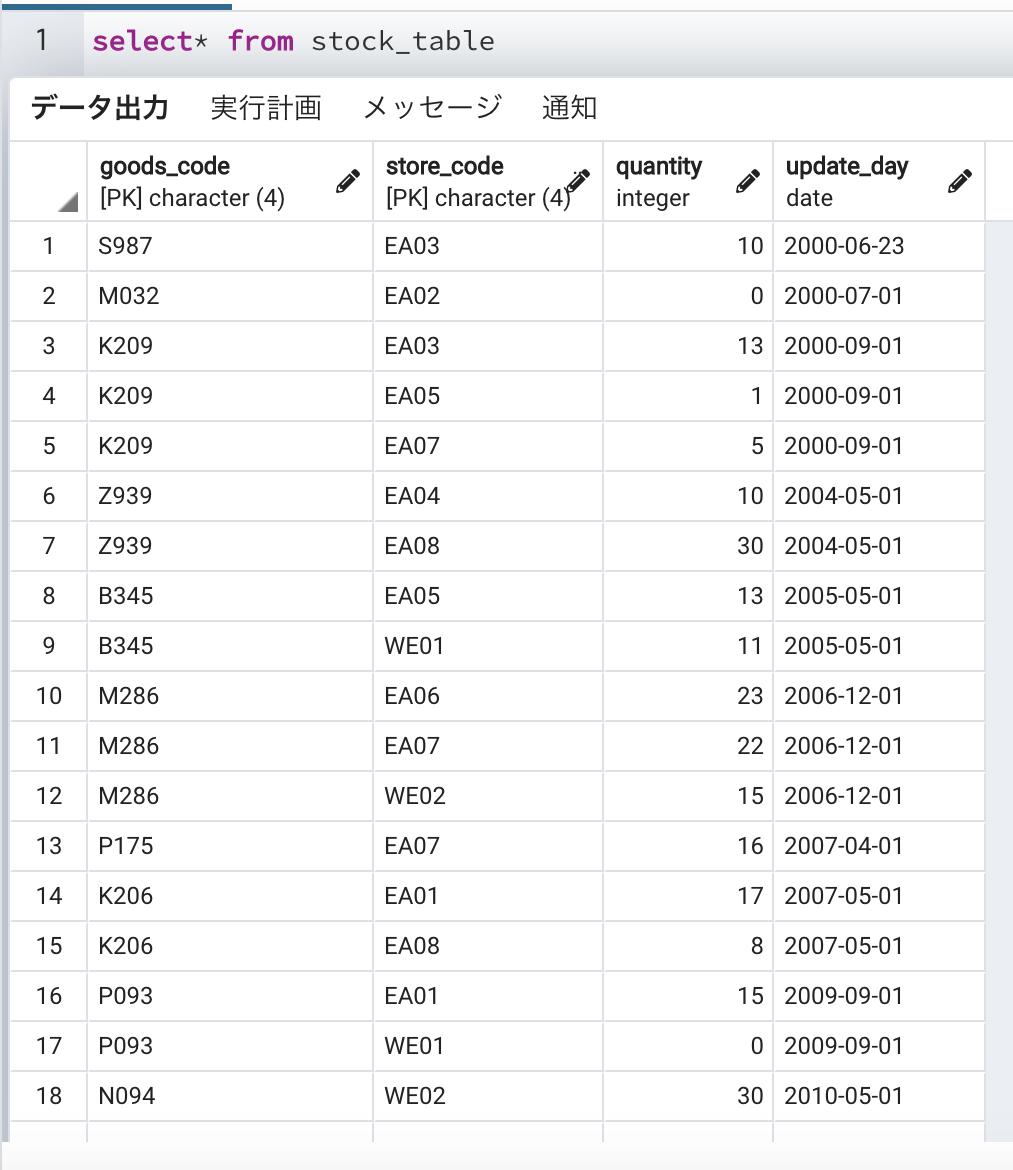 1 select* from stock_table
データ出力 実行計画 メッセージ 通知
goods_code store_code quantity update_day
[PK] character (4) [PK] character (4) integer date
1 S987 EA03 10 2000-06-23
2 M032 EA02 0 2000-07-01
3 K209 EA03 13 2000-09-01
4 K209 EA05 1 2000-09-01
5 K209 EA07 5 2000-09-01
6 Z939 EA04 10 2004-05-01
7 Z939 EA08 30 2004-05-01
8 B345 EA05 13 2005-05-01
9 B345 WE01 11 2005-05-01
10 M286 EA06 23 2006-12-01
11 M286 EA07 22 2006-12-01
12 M286 WE02 15 2006-12-01
13 P175 EA07 16 2007-04-01
14 K206 EA01 17 2007-05-01
15 K206 EA08 8 2007-05-01
16 P093 EA01 15 2009-09-01
17 P093 WE01 0 2009-09-01
18 N094 WE02 30 2010-05-01